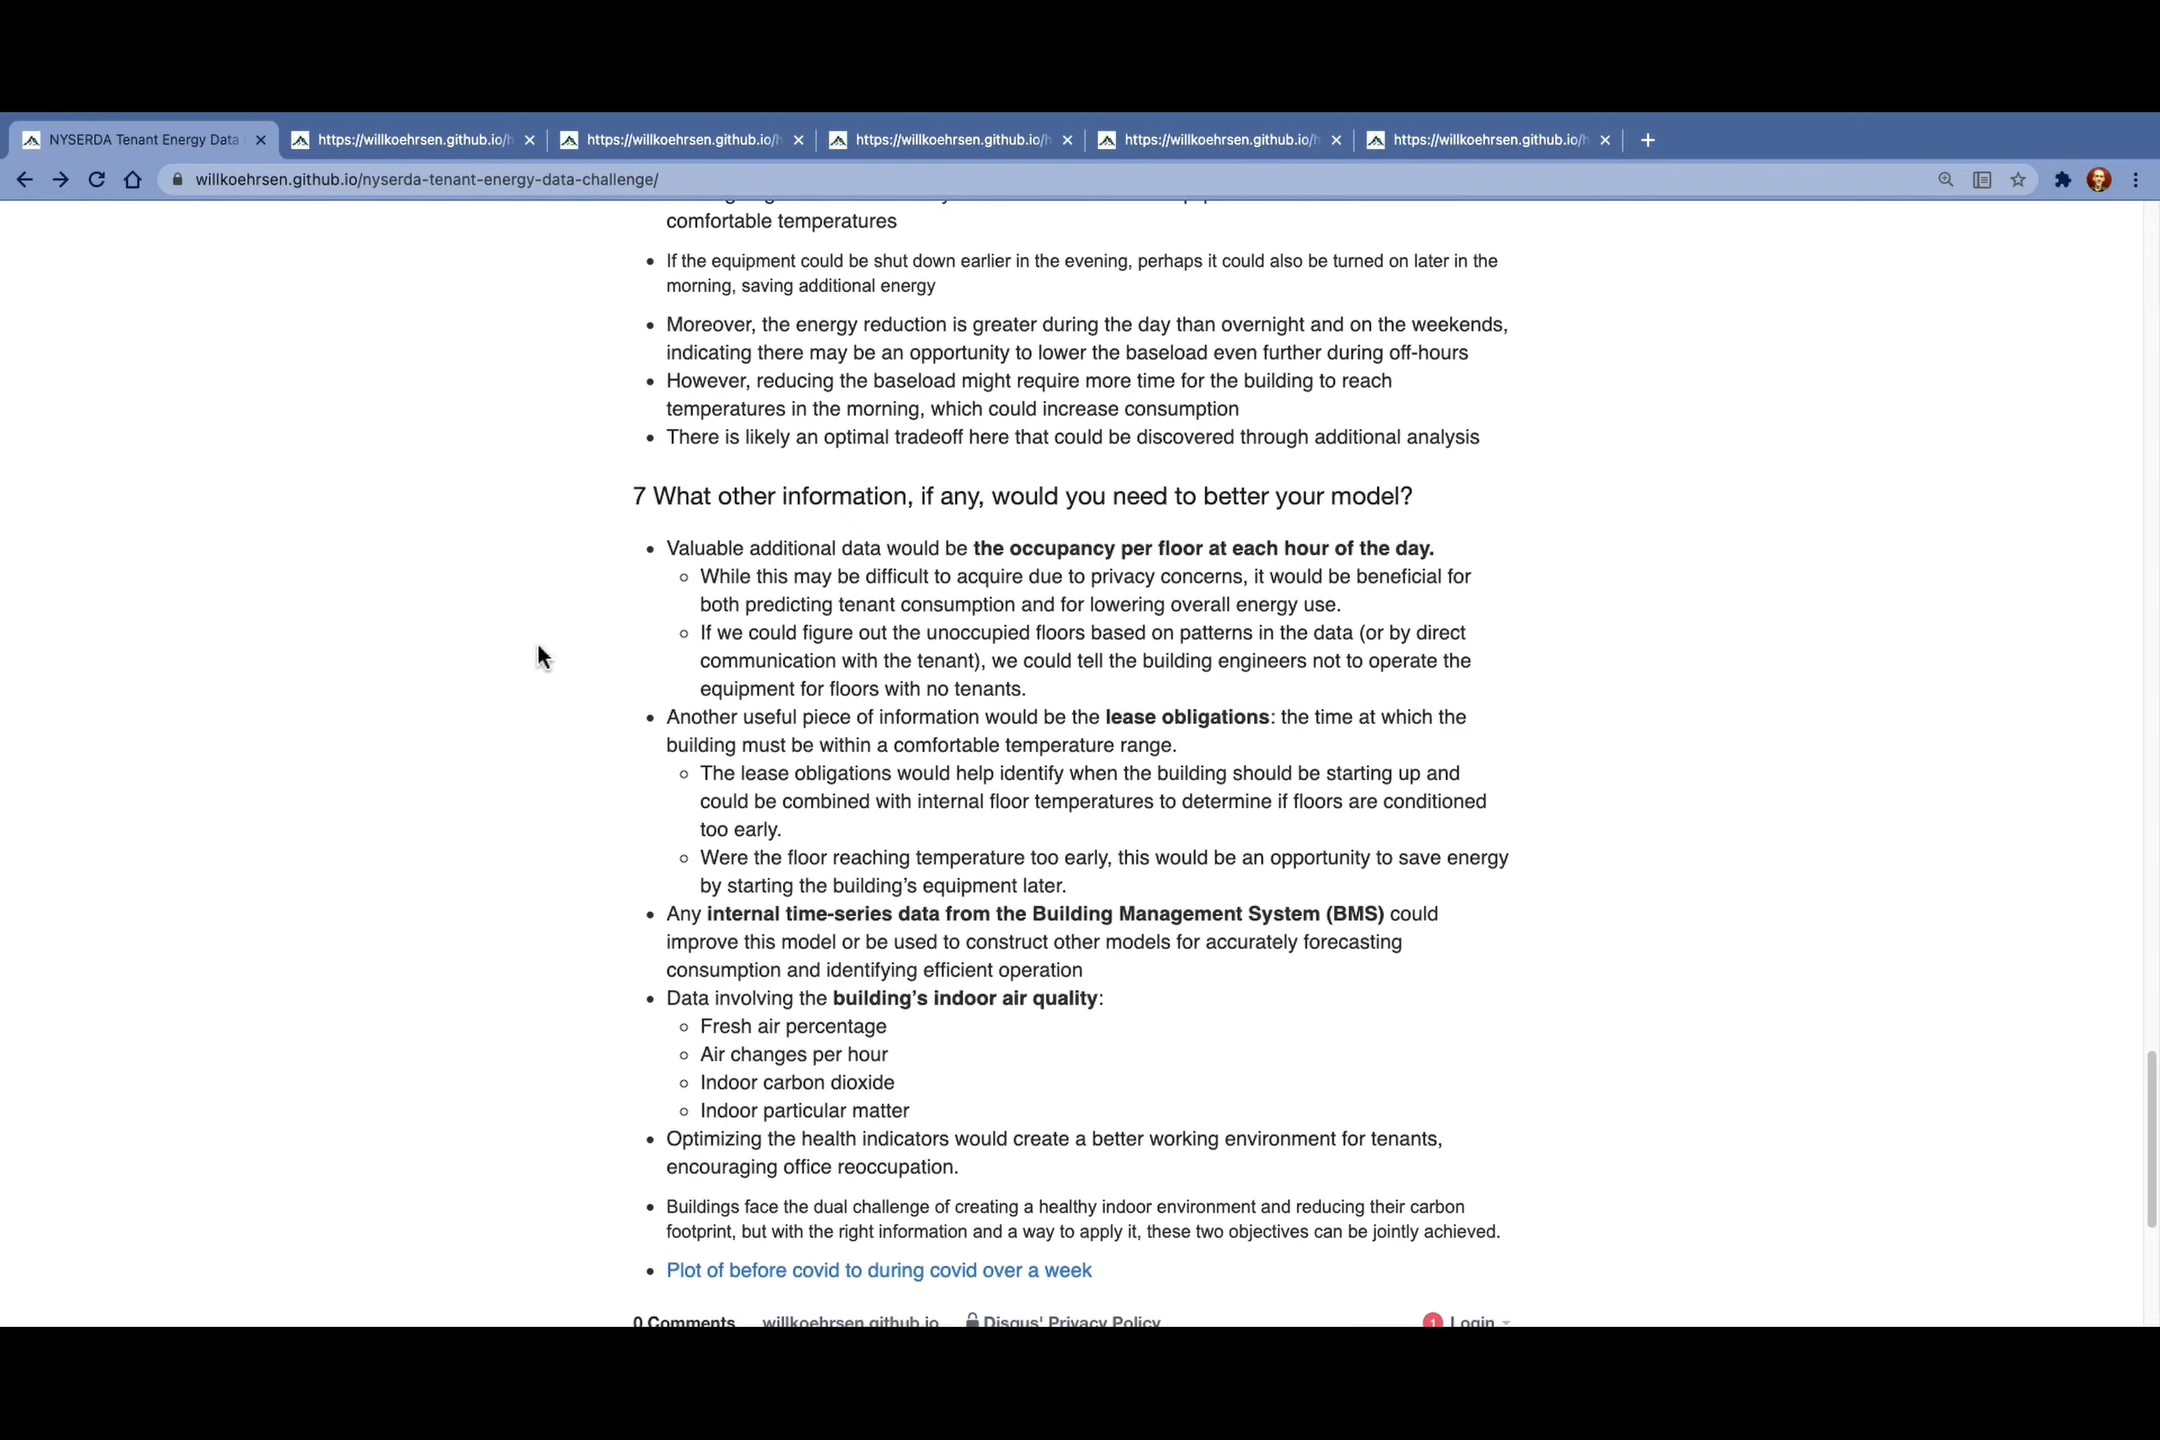 NYSERDA Tenant Energy Data
https://willkoehrsen.github.io/h
https://willkoehrsen.github.io/h
https://willkoehrsen.github.io/h
https://willkoehrsen.github.io/h
https://willkoehrsen.github.io/h
willkoehrsen.github.io/nyserda-tenant-energy-data-challenge/
comfortable temperatures
If the equipment could be shut down earlier in the evening, perhaps it could also be turned on later in the
morning, saving additional energy
Moreover, the energy reduction is greater during the day than overnight and on the weekends,
indicating there may be an opportunity to lower the baseload even further during off-hours
However, reducing the baseload might require more time for the building to reach
temperatures in the morning, which could increase consumption
There is likely an optimal tradeoff here that could be discovered through additional analysis
7 What other information, if any, would you need to better your model?
Valuable additional data would be the occupancy per floor at each hour of the day.
While this may be difficult to acquire due to privacy concerns, it would be beneficial for
both predicting tenant consumption and for lowering overall energy use.
If we could figure out the unoccupied floors based on patterns in the data (or by direct
communication with the tenant), we could tell the building engineers not to operate the
equipment for floors with no tenants.
Another useful piece of information would be the lease obligations: the time at which the
building must be within a comfortable temperature range.
The lease obligations would help identify when the building should be starting up and
could be combined with internal floor temperatures to determine if floors are conditioned
too early.
Were the floor reaching temperature too early, this would be an opportunity to save energy
by starting the building's equipment later.
Any internal time-series data from the Building Management System (BMS) could
improve this model or be used to construct other models for accurately forecasting
consumption and identifying efficient operation
Data involving the building's indoor air quality:
Fresh air percentage
Air changes per hour
Indoor carbon dioxide
Indoor particular matter
Optimizing the health indicators would create a better working environment for tenants,
encouraging office reoccupation.
Buildings face the dual challenge of creating a healthy indoor environment and reducing their carbon
footprint, but with the right information and a way to apply it, these two objectives can be jointly achieved.
Plot of before covid to during covid over a week
0 Comments willkoehrsen.github.io Disqus' Privacy Policy 1 Login